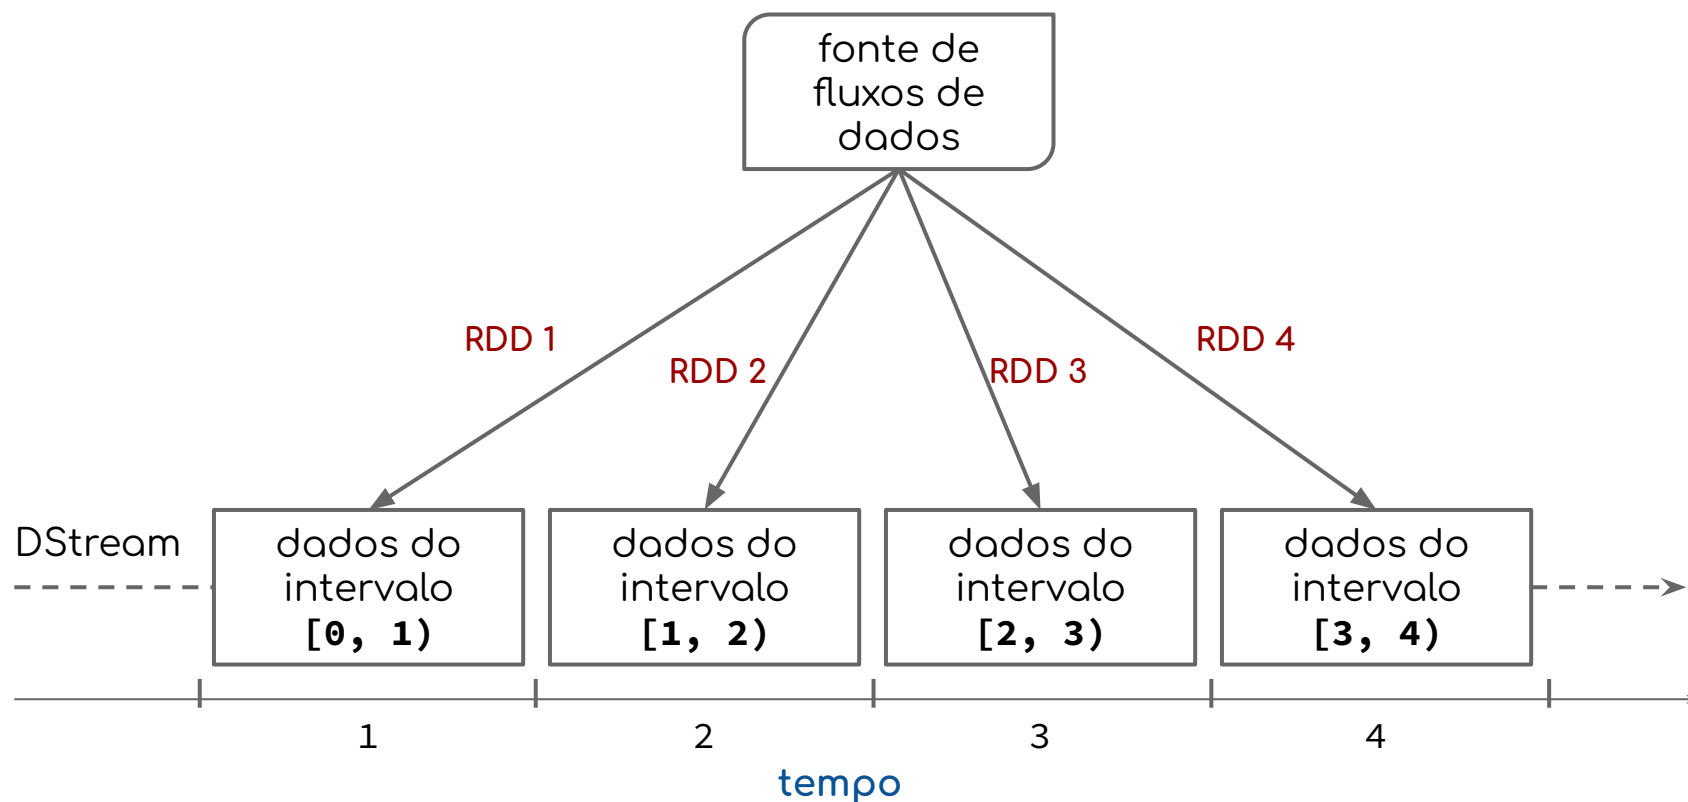 fonte de
fluxos de
dados
RDD 1
RDD 2
RDD 3
RDD 4
DStream
dados do
intervalo
[0, 1)
dados do
intervalo
[1, 2)
dados do
intervalo
[2, 3)
dados do
intervalo
[3, 4)
1
2
3
4
tempo